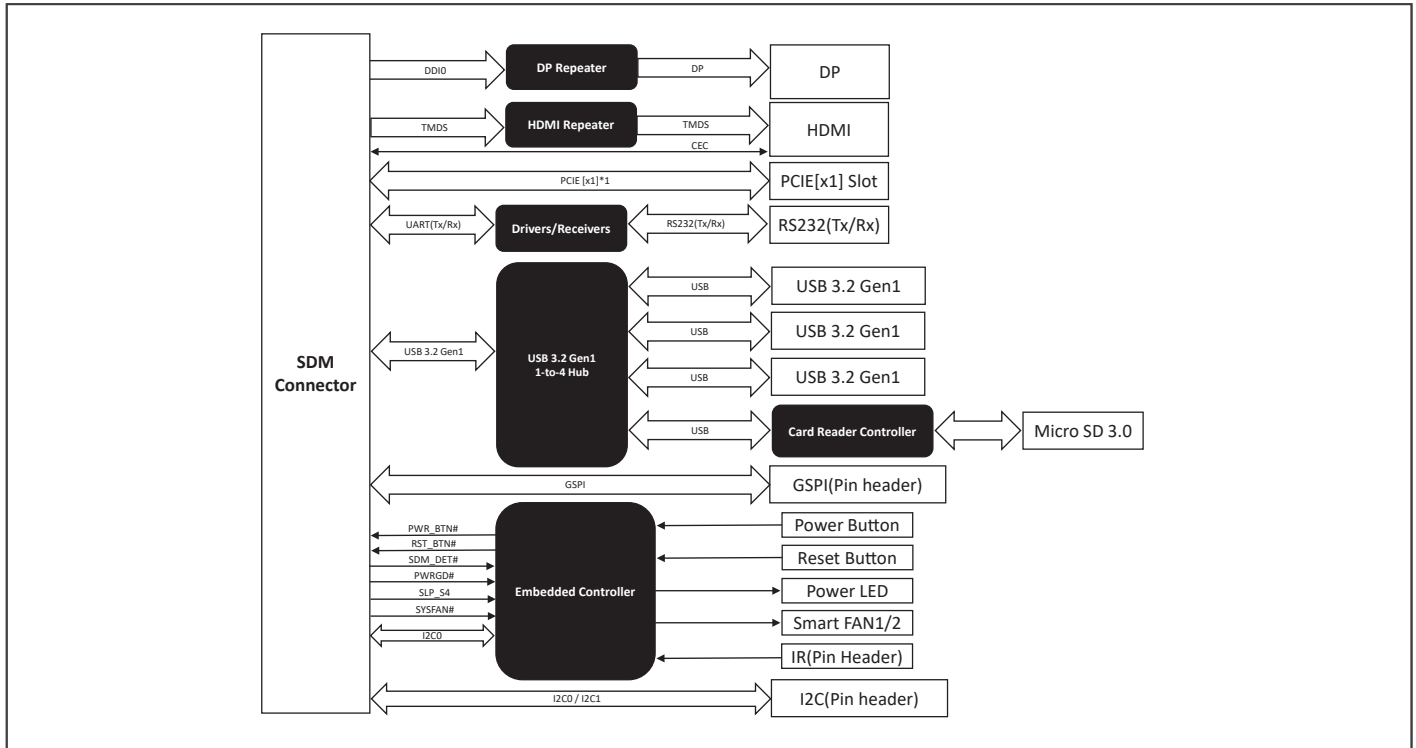 DDI0
DP Repeater
DP
DP
TMDS
HDMI Repeater
TMDS
HDMI
CEC
PCIE [x1]*1
PCIE[x1] Slot
UART(Tx/Rx)
Drivers/Receivers
RS232(Tx/Rx)
RS232(Tx/Rx)
SDM
Connector
USB 3.2 Gen1
USB 3.2 Gen1
1-to-4 Hub
USB
USB 3.2 Gen1
USB
USB 3.2 Gen1
USB
USB 3.2 Gen1
USB
Card Reader Controller
Micro SD 3.0
GSPI
GSPI(Pin header)
PWR_BTN#
RST_BTN#
SDM_DET#
PWRGD#
SLP_S4
SYSFAN#
I2C0
Embedded Controller
Power Button
Reset Button
Power LED
Smart FAN1/2
IR(Pin Header)
I2C0 / I2C1
I2C(Pin header)